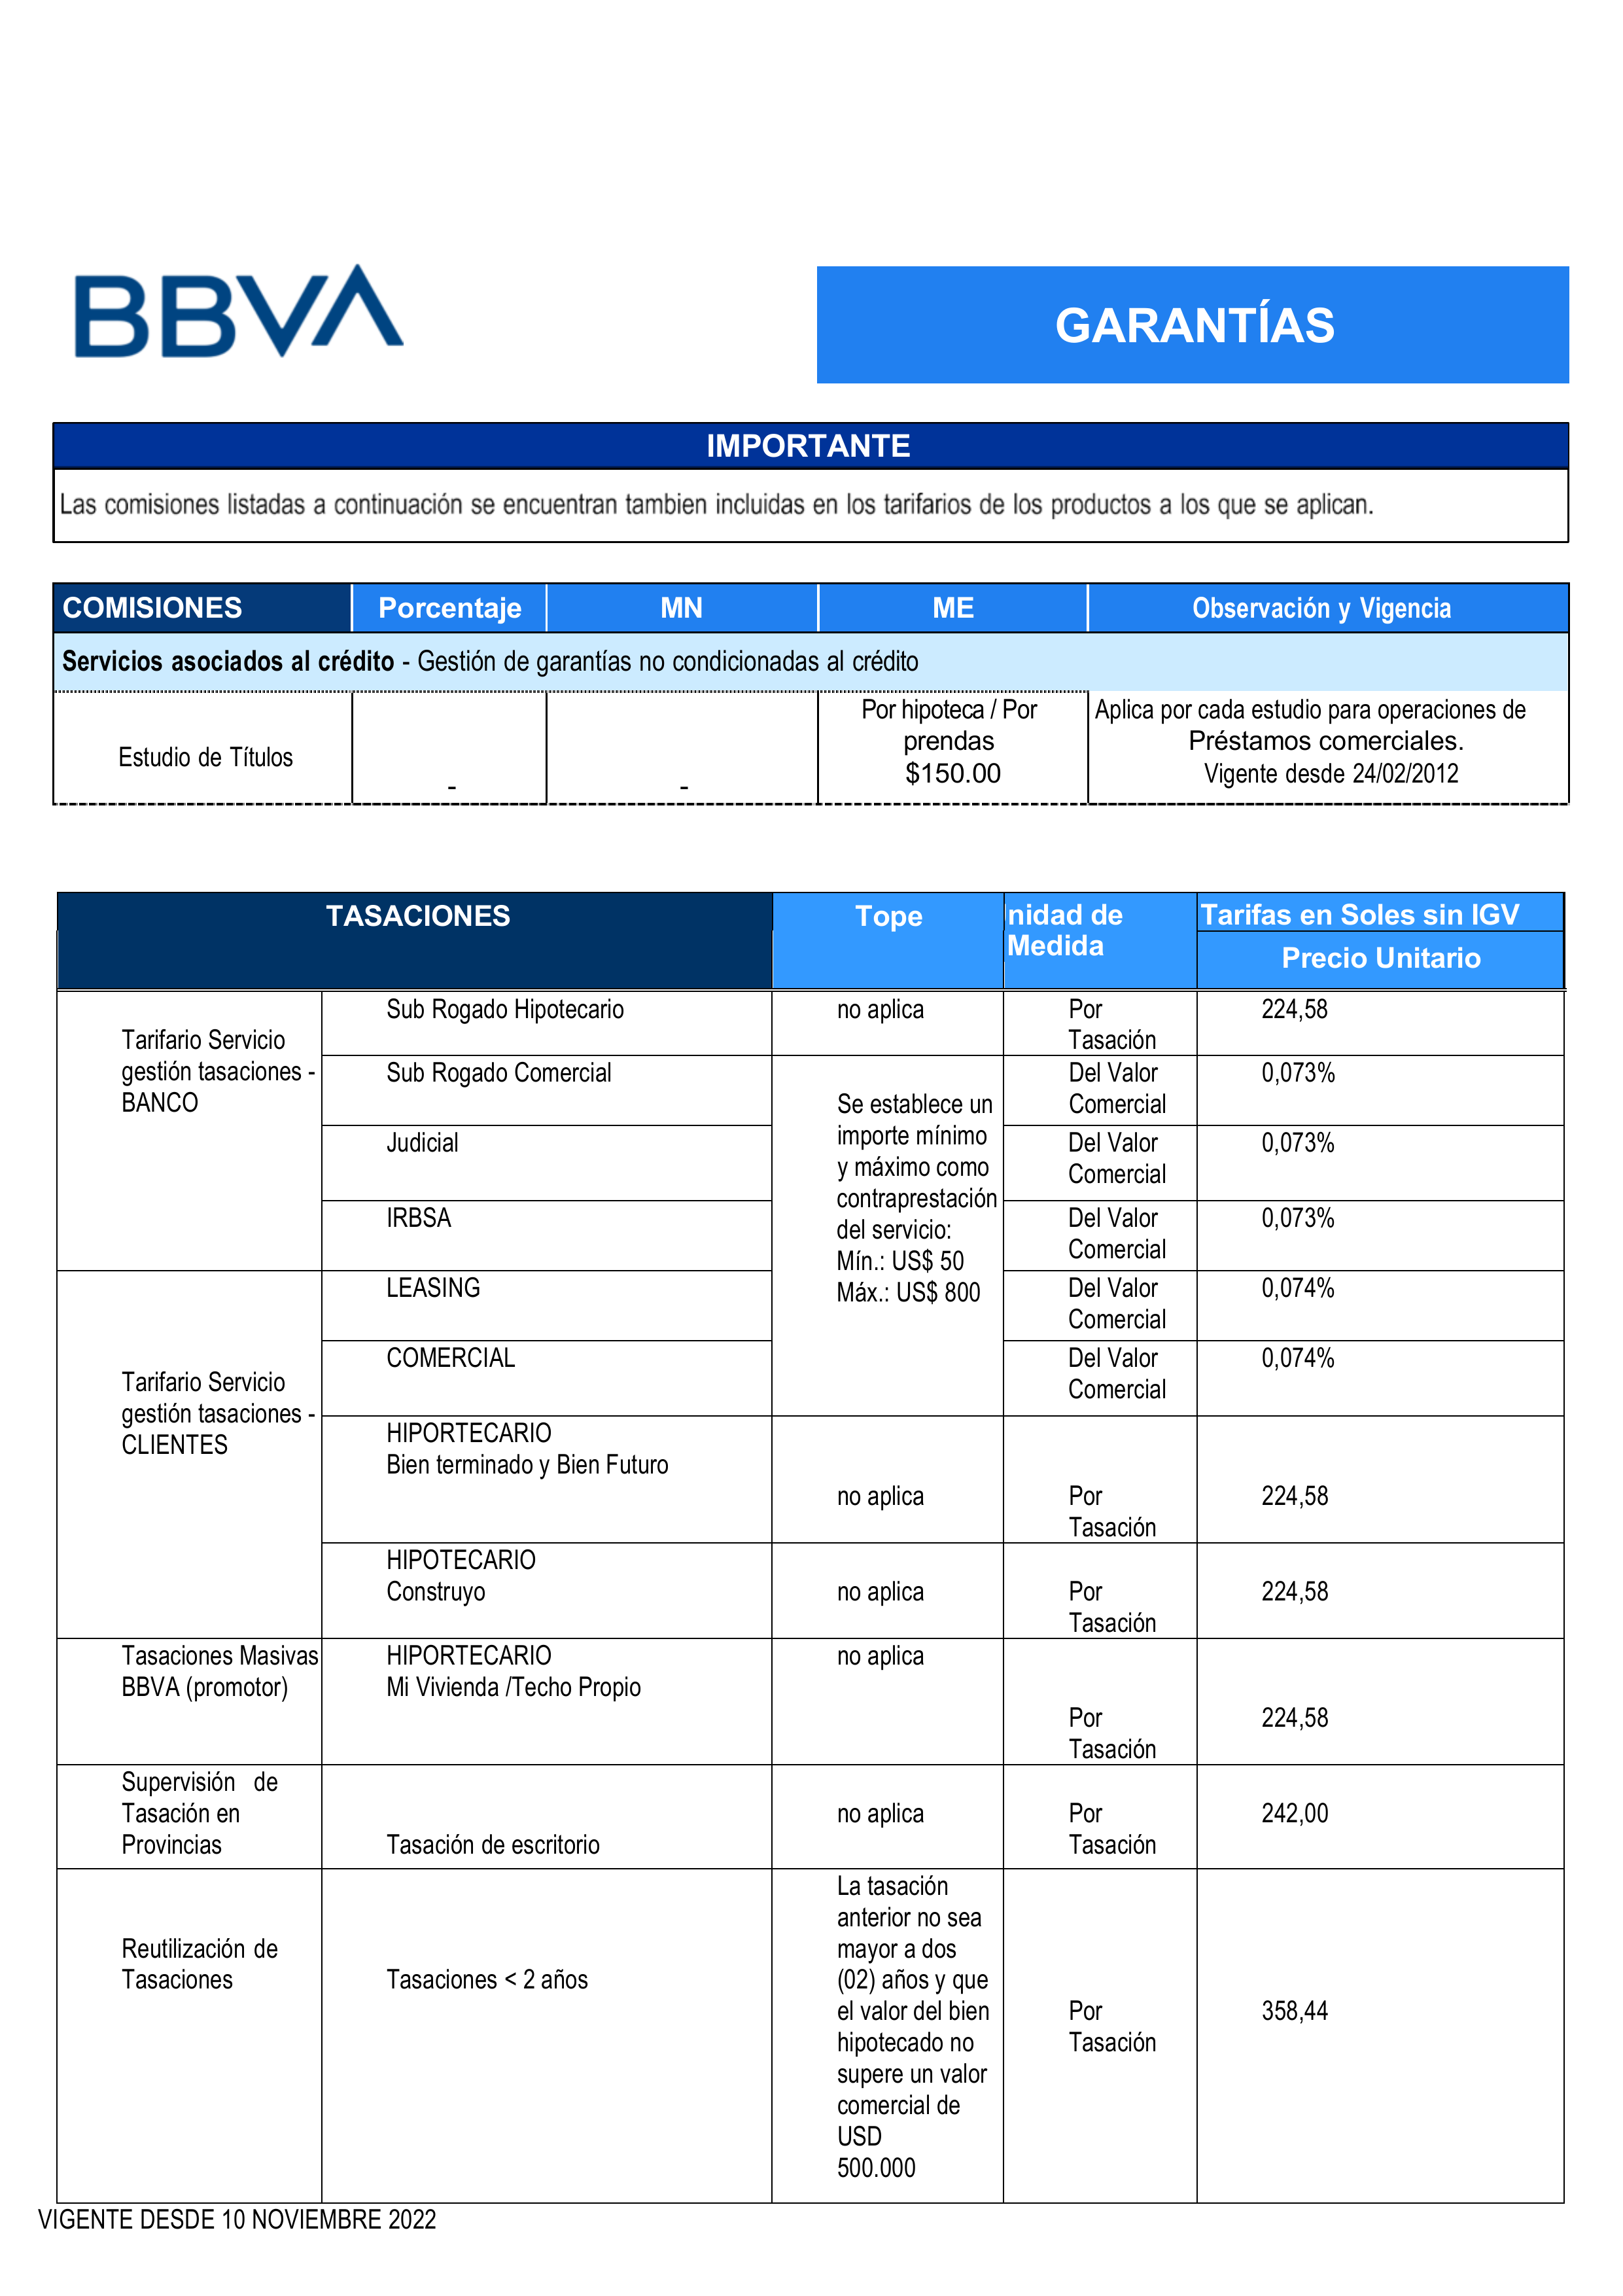 BBVA
GARANTÍAS
IMPORTANTE
Las comisiones listadas a continuación se encuentran tambien incluidas en los tarifarios de los productos a los que se aplican.
COMISIONES Porcentaje MN ME Observación y Vigencia
Servicios asociados al crédito - Gestión de garantías no condicionadas al crédito
Estudio de Títulos
-
-
Por hipoteca / Por
prendas
$150.00
Aplica por cada estudio para operaciones de
Préstamos comerciales.
Vigente desde 24/02/2012
TASACIONES
Tope
nidad de
Medida
Tarifas en Soles sin IGV
Precio Unitario
Tarifario Servicio
gestión tasaciones -
BANCO
Sub Rogado Hipotecario
no aplica
Por
Tasación
224,58
Sub Rogado Comercial
Se establece un
importe mínimo
y máximo como
contraprestación
del servicio:
Mín.: US$ 50
Máx.: US$ 800
Del Valor
Comercial
0,073%
Judicial
Del Valor
Comercial
0,073%
IRBSA
Del Valor
Comercial
0,073%
Tarifario Servicio
gestión tasaciones -
CLIENTES
LEASING
Del Valor
Comercial
0,074%
COMERCIAL
Del Valor
Comercial
0,074%
HIPORTECARIO
Bien terminado y Bien Futuro
no aplica
Por
Tasación
224,58
HIPOTECARIO
Construyo
no aplica
Por
Tasación
224,58
Tasaciones Masivas
BBVA (promotor)
HIPORTECARIO
Mi Vivienda /Techo Propio
no aplica
Por
Tasación
224,58
Supervisión de
Tasación en
Provincias
Tasación de escritorio
no aplica
Por
Tasación
242,00
Reutilización de
Tasaciones
Tasaciones < 2 años
La tasación
anterior no sea
mayor a dos
(02) años y que
el valor del bien
hipotecado no
supere un valor
comercial de
USD
500.000
Por
Tasación
358,44
VIGENTE DESDE 10 NOVIEMBRE 2022